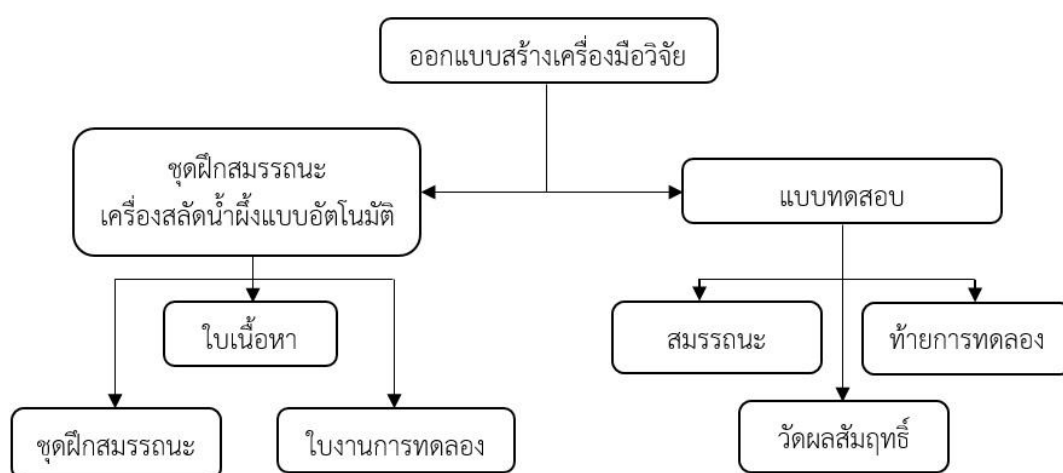 ออกแบบสร้างเครื่องมือวิจัย
ชุดฝึกสมรรถนะ
เครื่องสลัดน้ำผึ้งแบบอัตโนมัติ
แบบทดสอบ
ใบเนื้อหา
สมรรถนะ
ท้ายการทดลอง
ชุดฝึกสมรรถนะ
ใบงานการทดลอง
วัดผลสัมฤทธิ์